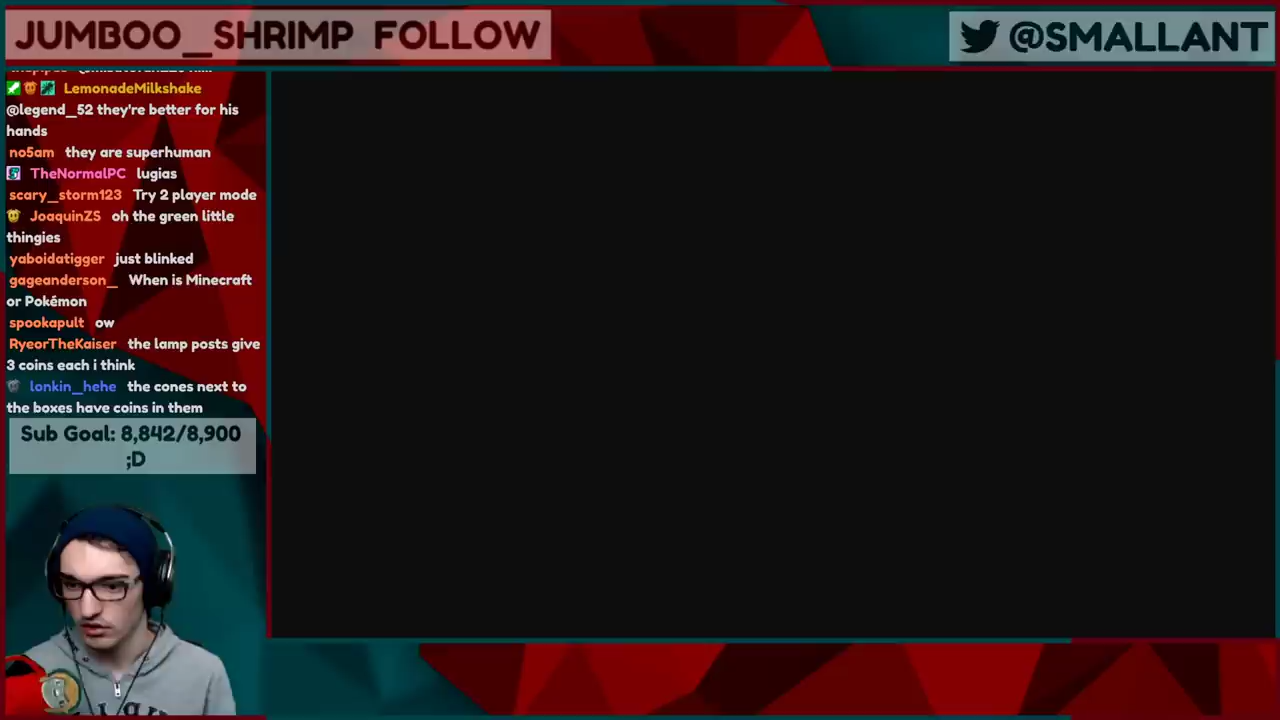 JUMBOO_SHRIMP FOLLOW
@SMALLANT
LemonadeMilkshake
@legend_52 they're better for his
hands
no5am they are superhuman
TheNormalPC lugias
scary_storm123 Try 2 player mode
JoaquinZS oh the green little
thingies
yaboidatigger just blinked
gageanderson_ When is Minecraft
or Pokémon
spookapult ow
RyeorTheKaiser the lamp posts give
3 coins each i think
lonkin_hehe the cones next to
the boxes have coins in them
Sub Goal: 8,842/8,900
;D